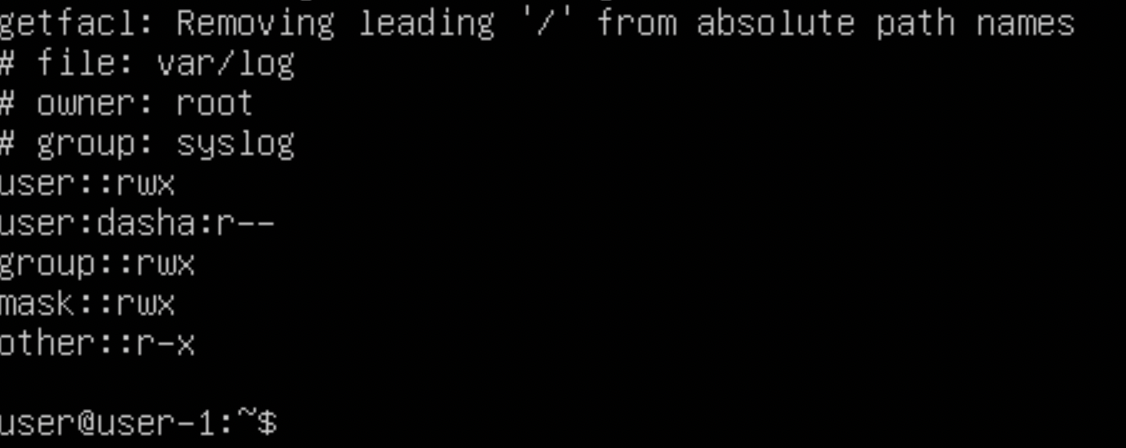 getfacl: Removing leading '/' from absolute path names
# file: var/log
# owner: root
# group: syslog
user::rwx
user:dasha:r--
group::rwx
mask::rwx
other::r-x
user@user-1:~$